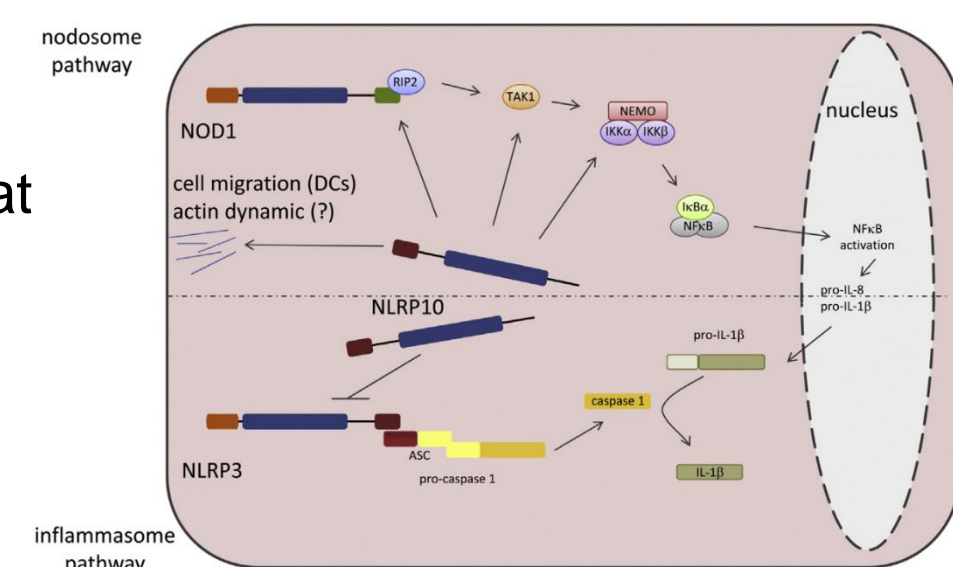 nodosome
pathway
RIP2
TAK1
NEMO
IKKα IKKβ
nucleus
NOD1
at
cell migration (DCs)
actin dynamic (?)
IκBα
NFκB
NFκB
activation
pro-IL-8
pro-IL-1β
NLRP10
pro-IL-1β
caspase 1
ASC
pro-caspase 1
NLRP3
IL-1β
inflammasome
pathway